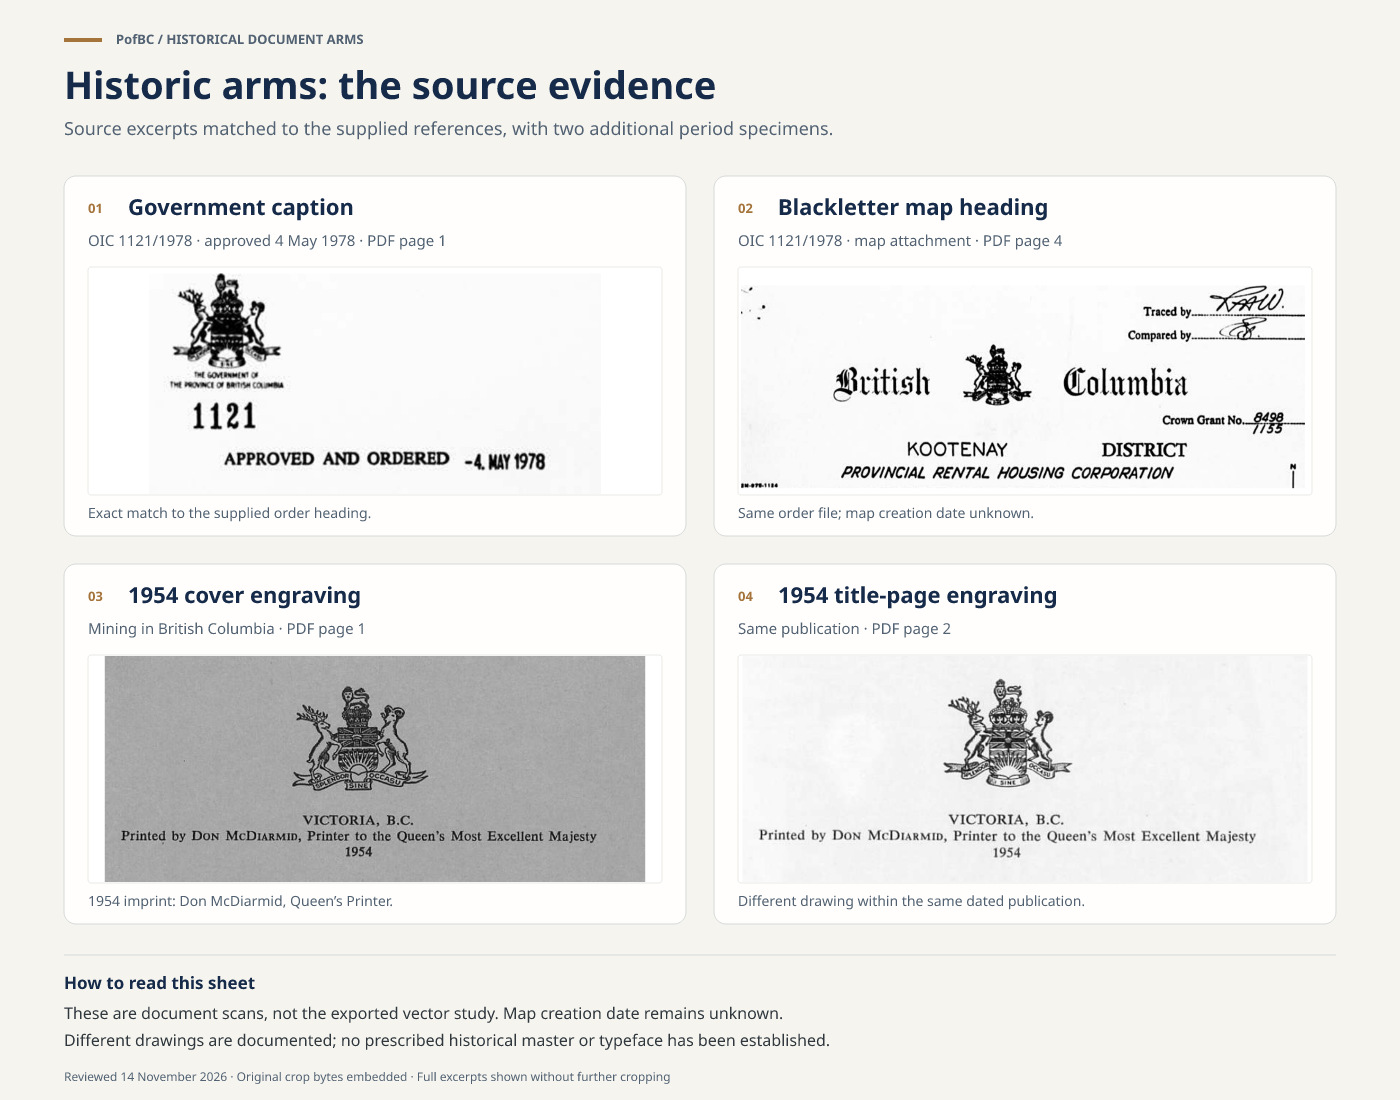 PofBC / HISTORICAL DOCUMENT ARMS
Historic arms: the source evidence
Source excerpts matched to the supplied references, with two additional period specimens.
01 Government caption
OIC 1121/1978 · approved 4 May 1978 · PDF page 1
THE GOVERNMENT OF
THE PROVINCE OF BRITISH COLUMBIA
1121
APPROVED AND ORDERED -4. MAY 1978
Exact match to the supplied order heading.
02 Blackletter map heading
OIC 1121/1978 · map attachment · PDF page 4
Traced by
Compared by
British Columbia
Crown Grant No. 8498
1155
KOOTENAY DISTRICT
PROVINCIAL RENTAL HOUSING CORPORATION
N
Same order file; map creation date unknown.
03 1954 cover engraving
Mining in British Columbia · PDF page 1
SPLENDOR SINE OCCASU
VICTORIA, B.C.
Printed by DON MCDIARMID, Printer to the Queen's Most Excellent Majesty
1954
1954 imprint: Don McDiarmid, Queen’s Printer.
04 1954 title-page engraving
Same publication · PDF page 2
SPLENDOR SINE OCCASU
VICTORIA, B.C.
Printed by DON MCDIARMID, Printer to the Queen's Most Excellent Majesty
1954
Different drawing within the same dated publication.
How to read this sheet
These are document scans, not the exported vector study. Map creation date remains unknown.
Different drawings are documented; no prescribed historical master or typeface has been established.
Reviewed 14 November 2026 · Original crop bytes embedded · Full excerpts shown without further cropping